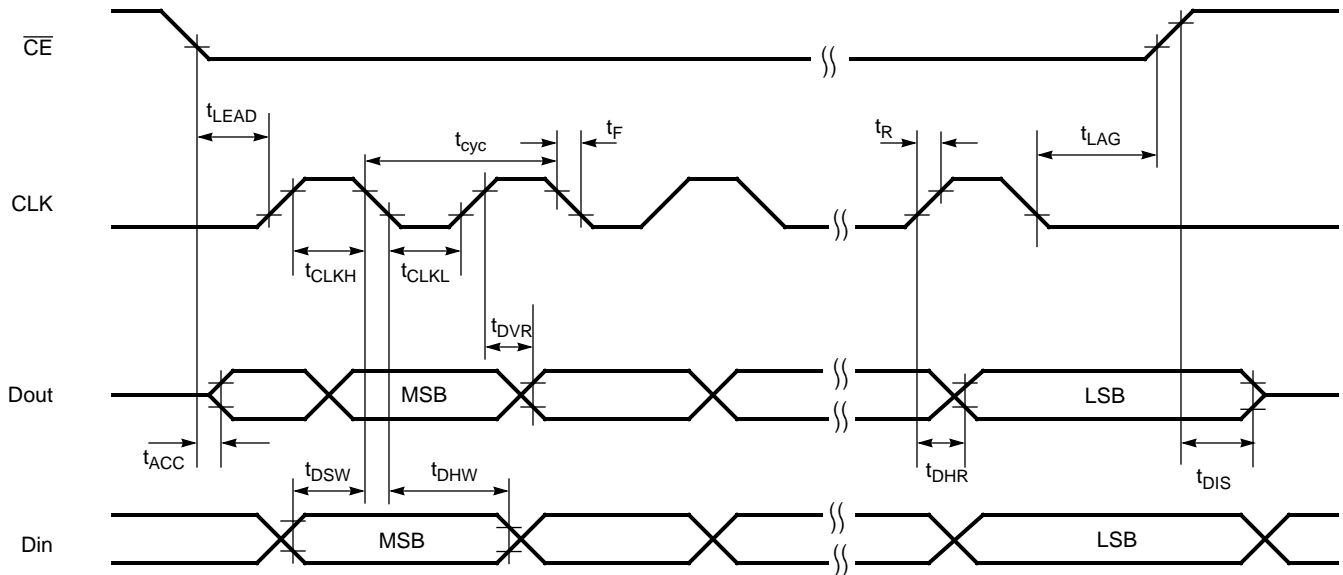 CE
tLEAD
tcyc
tF
tR
tLAG
CLK
tCLKH
tCLKL
tDVR
Dout
MSB
LSB
tACC
tDSW
tDHW
tDHR
tDIS
Din
MSB
LSB